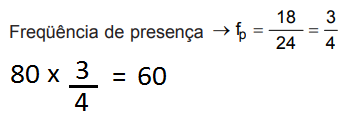 Freqüência de presença → fₚ = 18/24 = 3/4
80 x 3/4 = 60